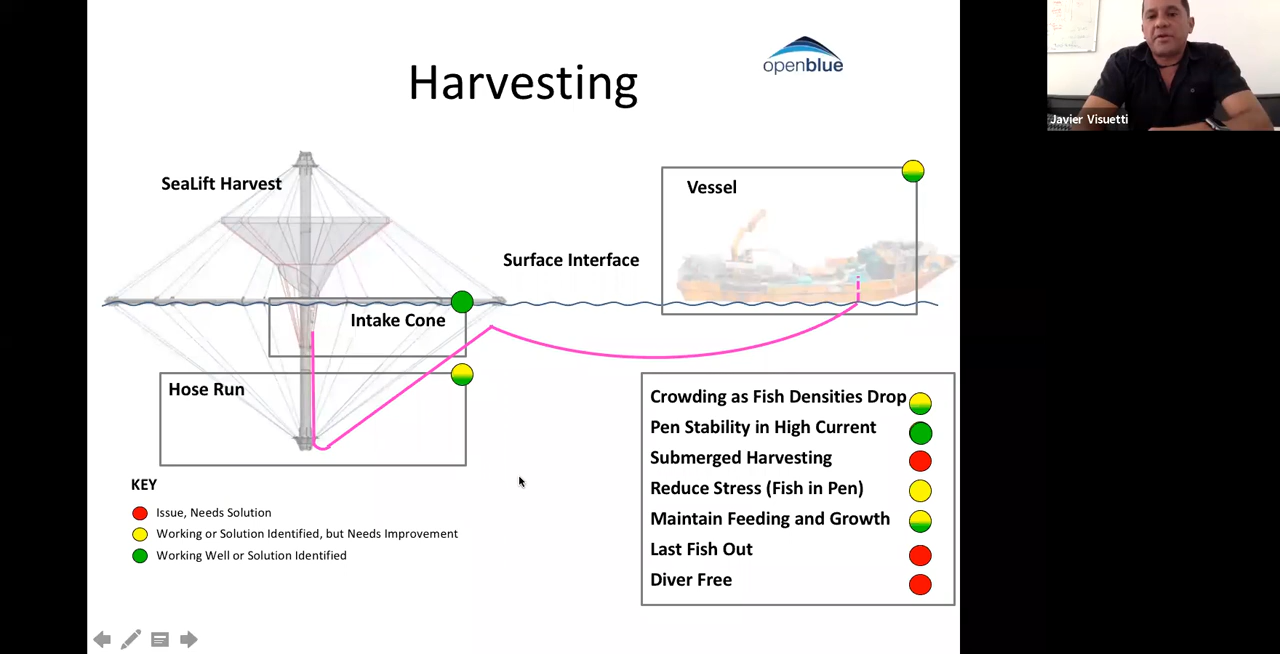 Harvesting
openblue
SeaLift Harvest
Vessel
Surface Interface
Intake Cone
Hose Run
Crowding as Fish Densities Drop
Pen Stability in High Current
Submerged Harvesting
Reduce Stress (Fish in Pen)
Maintain Feeding and Growth
Last Fish Out
Diver Free
KEY
Issue, Needs Solution
Working or Solution Identified, but Needs Improvement
Working Well or Solution Identified
Javier Visuetti